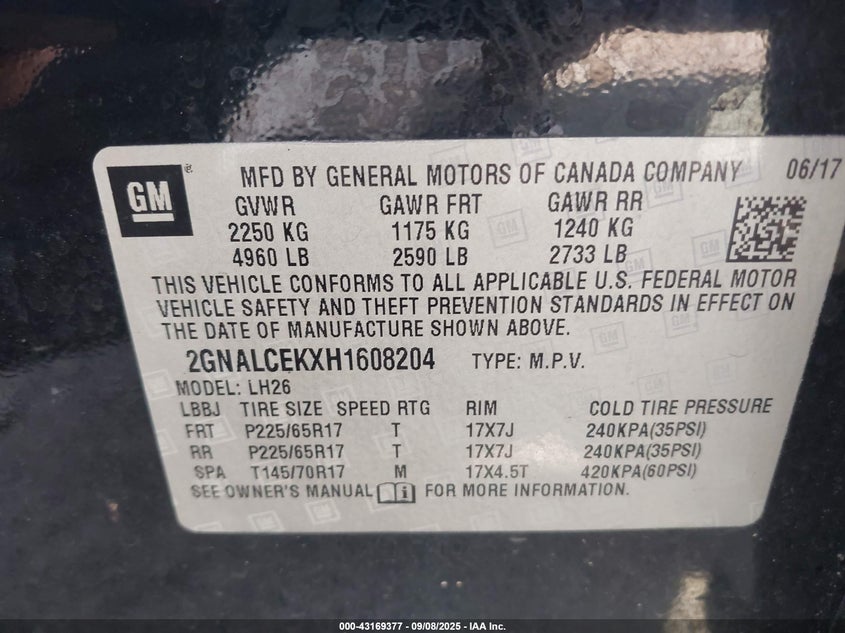 GM
MFD BY GENERAL MOTORS OF CANADA COMPANY 06/17
GVWR GAWR FRT GAWR RR
2250 KG 1175 KG 1240 KG
4960 LB 2590 LB 2733 LB
THIS VEHICLE CONFORMS TO ALL APPLICABLE U.S. FEDERAL MOTOR
VEHICLE SAFETY AND THEFT PREVENTION STANDARDS IN EFFECT ON
THE DATE OF MANUFACTURE SHOWN ABOVE.
2GNALCEKXH1608204 TYPE: M.P.V.
MODEL: LH26
LBBJ TIRE SIZE SPEED RTG RIM COLD TIRE PRESSURE
FRT P225/65R17 T 17X7J 240KPA(35PSI)
RR P225/65R17 T 17X7J 240KPA(35PSI)
SPA T145/70R17 M 17X4.5T 420KPA(60PSI)
SEE OWNER'S MANUAL FOR MORE INFORMATION.
000-43169377 - 09/08/2025 - IAA Inc.